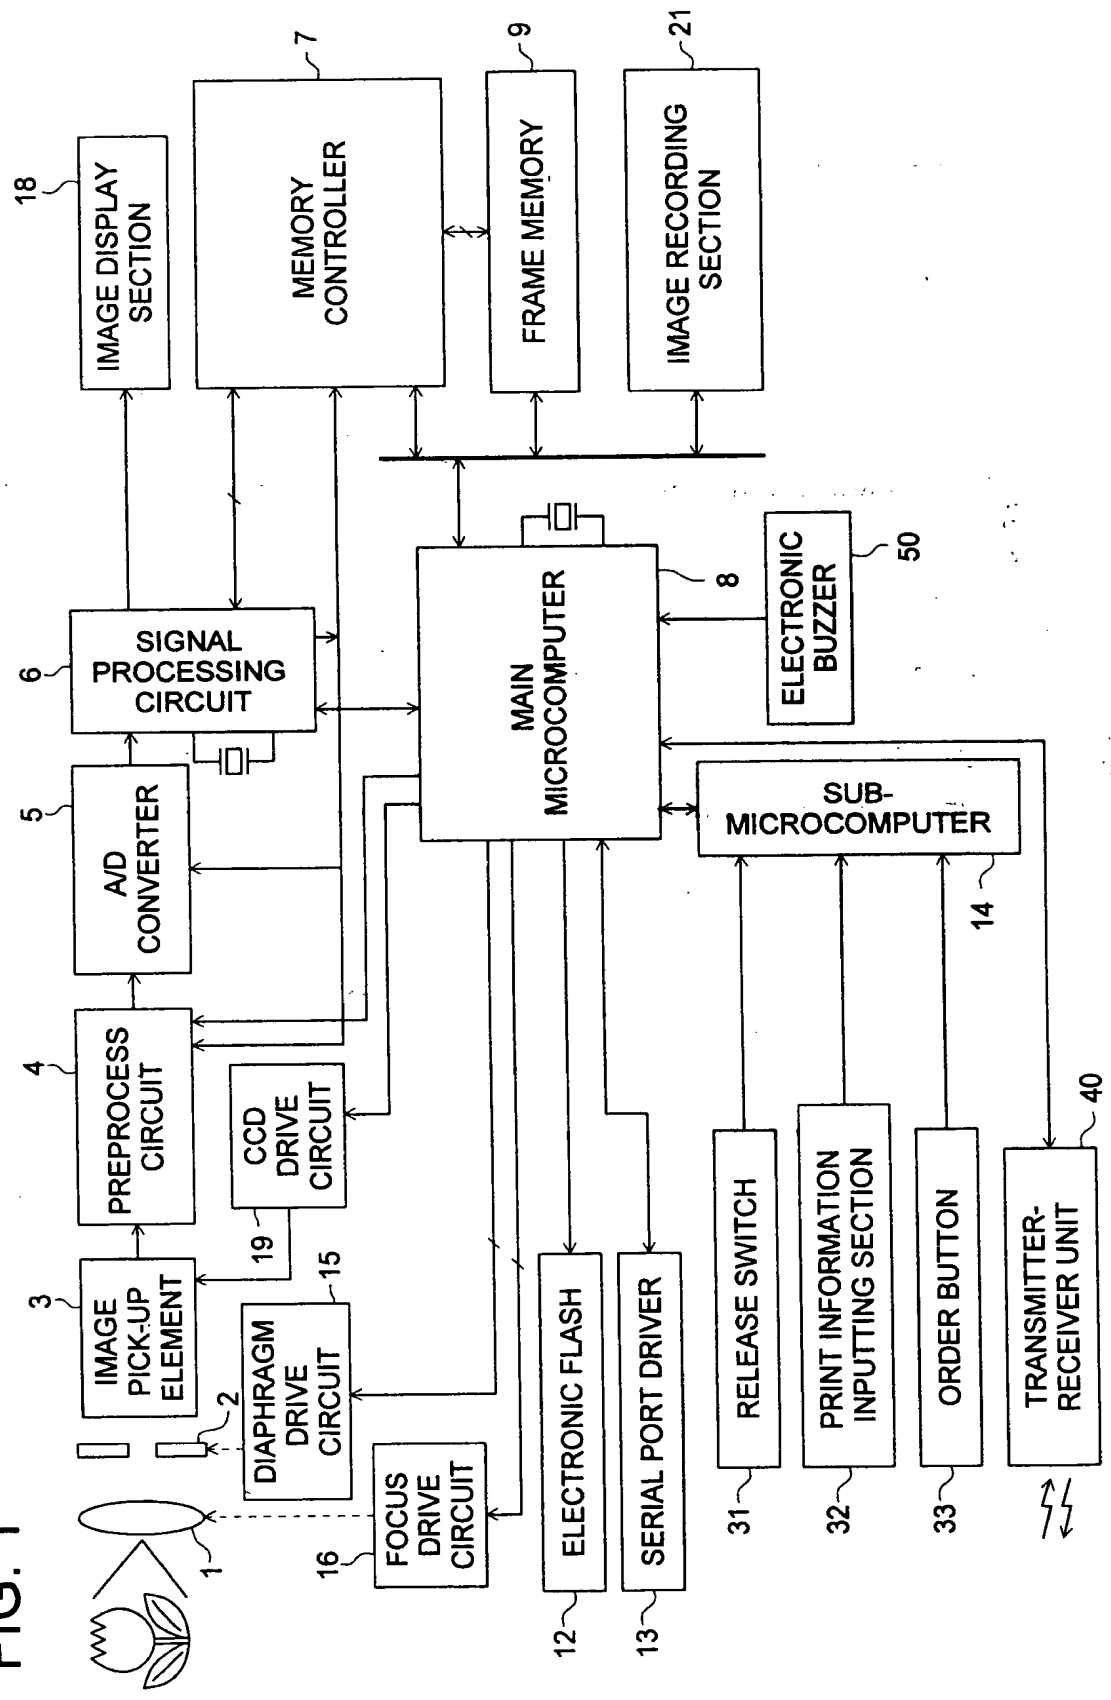 FIG. 1
1
2
3
IMAGE
PICK-UP
ELEMENT
4
PREPROCESS
CIRCUIT
5
A/D
CONVERTER
6
SIGNAL
PROCESSING
CIRCUIT
18
IMAGE DISPLAY
SECTION
7
MEMORY
CONTROLLER
9
FRAME MEMORY
21
IMAGE RECORDING
SECTION
19
CCD
DRIVE
CIRCUIT
15
DIAPHRAGM
DRIVE
CIRCUIT
16
FOCUS
DRIVE
CIRCUIT
MAIN
MICROCOMPUTER
8
ELECTRONIC
BUZZER
50
12
ELECTRONIC FLASH
13
SERIAL PORT DRIVER
SUB-
MICROCOMPUTER
14
31
RELEASE SWITCH
32
PRINT INFORMATION
INPUTTING SECTION
33
ORDER BUTTON
TRANSMITTER-
RECEIVER UNIT
40